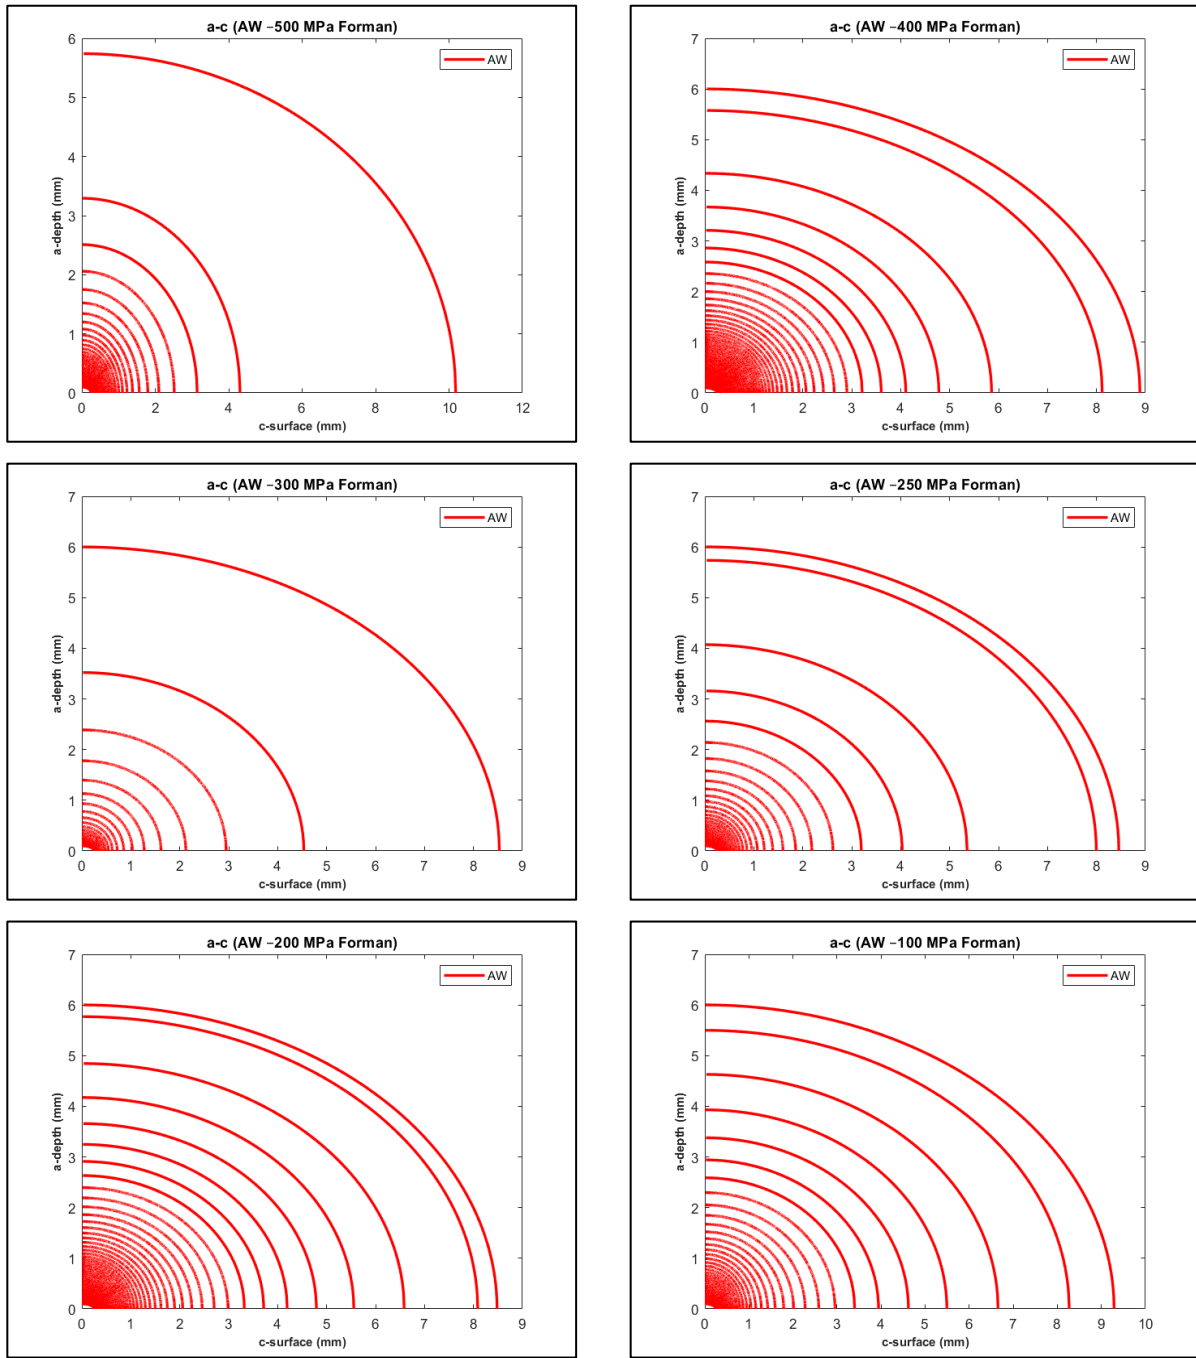 a-c (AW –500 MPa Forman)
AW
6
5
4
3
2
1
0
a-depth (mm)
0 2 4 6 8 10 12
c-surface (mm)
a-c (AW –400 MPa Forman)
AW
7
6
5
4
3
2
1
0
a-depth (mm)
0 1 2 3 4 5 6 7 8 9
c-surface (mm)
a-c (AW –300 MPa Forman)
AW
7
6
5
4
3
2
1
0
a-depth (mm)
0 1 2 3 4 5 6 7 8 9
c-surface (mm)
a-c (AW –250 MPa Forman)
AW
7
6
5
4
3
2
1
0
a-depth (mm)
0 1 2 3 4 5 6 7 8 9
c-surface (mm)
a-c (AW –200 MPa Forman)
AW
7
6
5
4
3
2
1
0
a-depth (mm)
0 1 2 3 4 5 6 7 8 9
c-surface (mm)
a-c (AW –100 MPa Forman)
AW
7
6
5
4
3
2
1
0
a-depth (mm)
0 1 2 3 4 5 6 7 8 9 10
c-surface (mm)